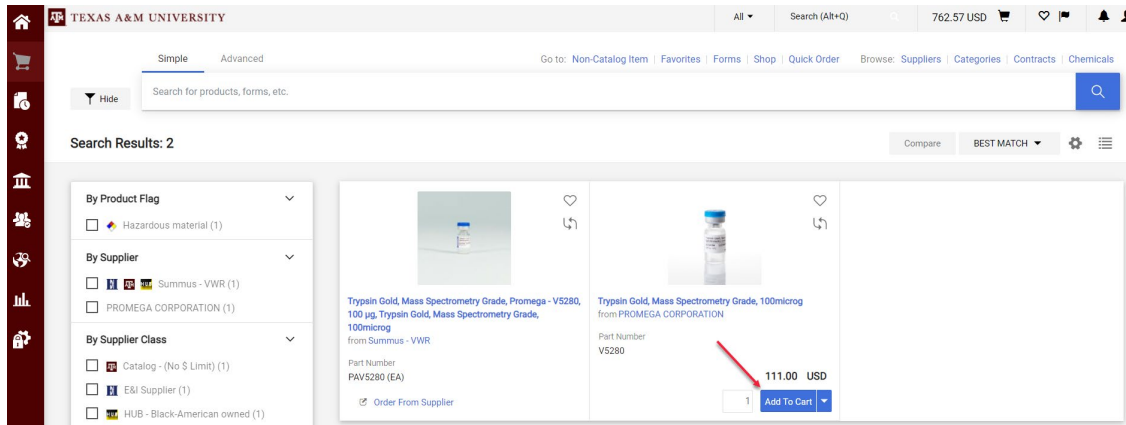 TEXAS A&M UNIVERSITY
All
Search (Alt+Q)
762.57 USD
Simple
Advanced
Go to: Non-Catalog Item | Favorites | Forms | Shop | Quick Order
Browse: Suppliers | Categories | Contracts | Chemicals
Hide
Search for products, forms, etc.
Search Results: 2
Compare
BEST MATCH
By Product Flag
Hazardous material (1)
By Supplier
Summus - VWR (1)
PROMEGA CORPORATION (1)
By Supplier Class
Catalog - (No $ Limit) (1)
E&I Supplier (1)
HUB - Black-American owned (1)
Trypsin Gold, Mass Spectrometry Grade, Promega - V5280,
100 µg, Trypsin Gold, Mass Spectrometry Grade,
100microg
from Summus - VWR
Part Number
PAV5280 (EA)
Order From Supplier
Trypsin Gold, Mass Spectrometry Grade, 100microg
from PROMEGA CORPORATION
Part Number
V5280
111.00 USD
1
Add To Cart